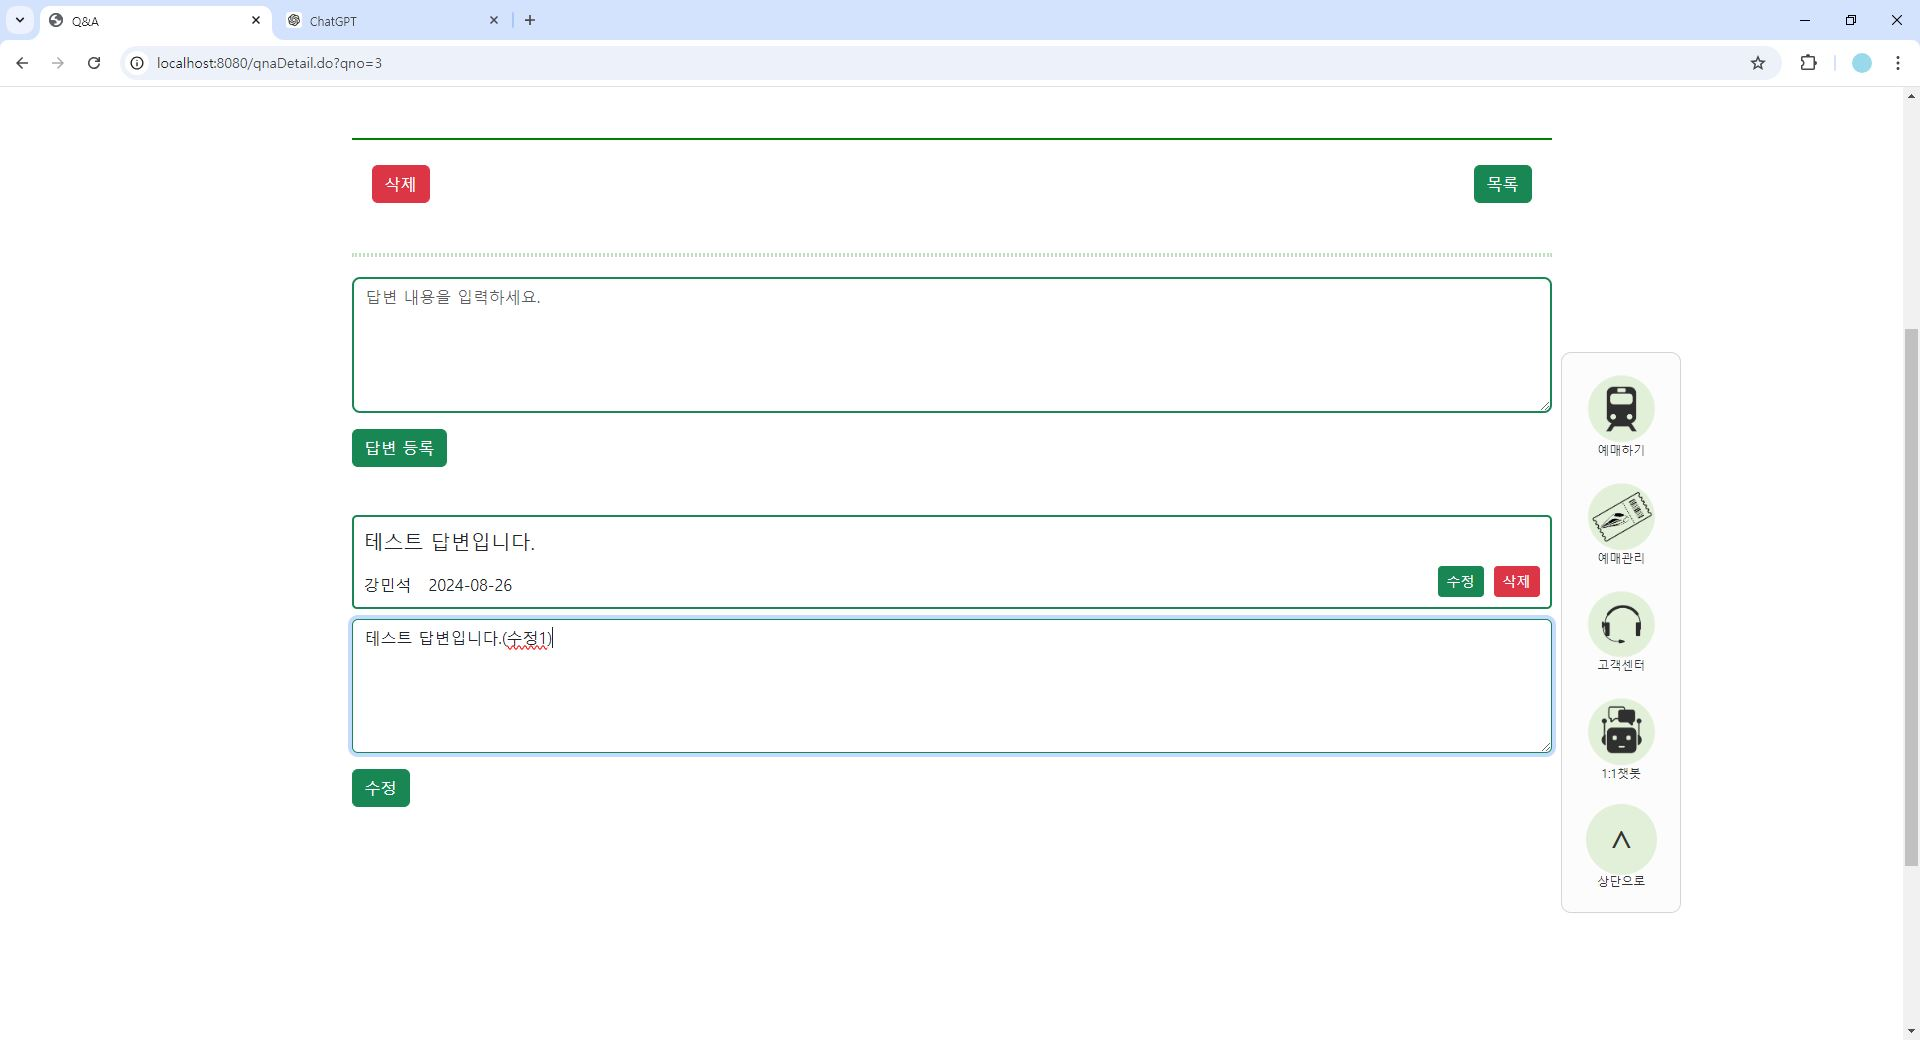 Q&A
ChatGPT
localhost:8080/qnaDetail.do?qno=3
삭제
목록
답변 내용을 입력하세요.
답변 등록
테스트 답변입니다.
강민석 2024-08-26
수정 삭제
테스트 답변입니다.(수정1)
수정
예매하기
예매관리
고객센터
1:1챗봇
^
상단으로